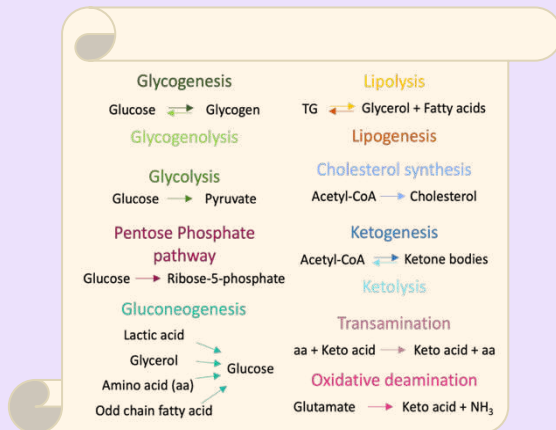 Glycogenesis
Glucose Glycogen
Glycogenolysis
Glycolysis
Glucose Pyruvate
Pentose Phosphate
pathway
Glucose Ribose-5-phosphate
Gluconeogenesis
Lactic acid
Glycerol
Glucose
Amino acid (aa)
Odd chain fatty acid
Lipolysis
TG Glycerol + Fatty acids
Lipogenesis
Cholesterol synthesis
Acetyl-CoA Cholesterol
Ketogenesis
Acetyl-CoA Ketone bodies
Ketolysis
Transamination
aa + Keto acid Keto acid + aa
Oxidative deamination
Glutamate Keto acid + NH₃